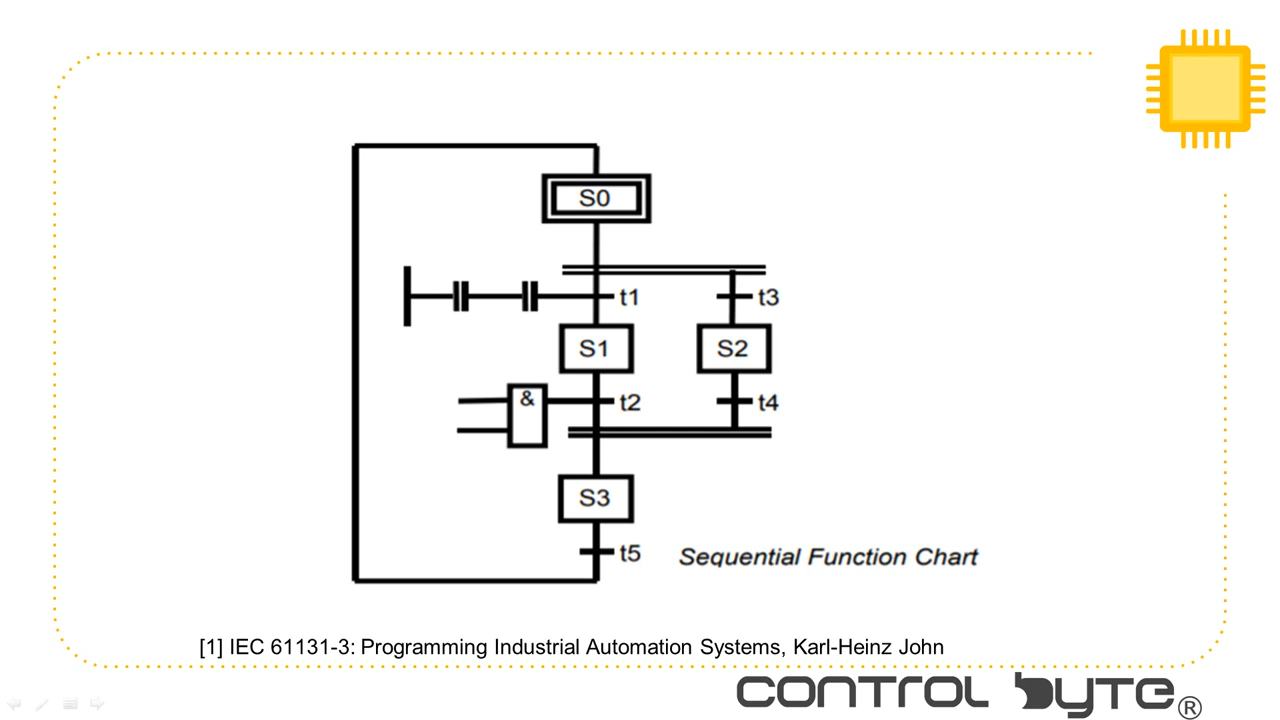 S0
t1
t3
S1
S2
&
t2
t4
S3
t5
Sequential Function Chart
[1] IEC 61131-3: Programming Industrial Automation Systems, Karl-Heinz John
CONTROL BYTE®